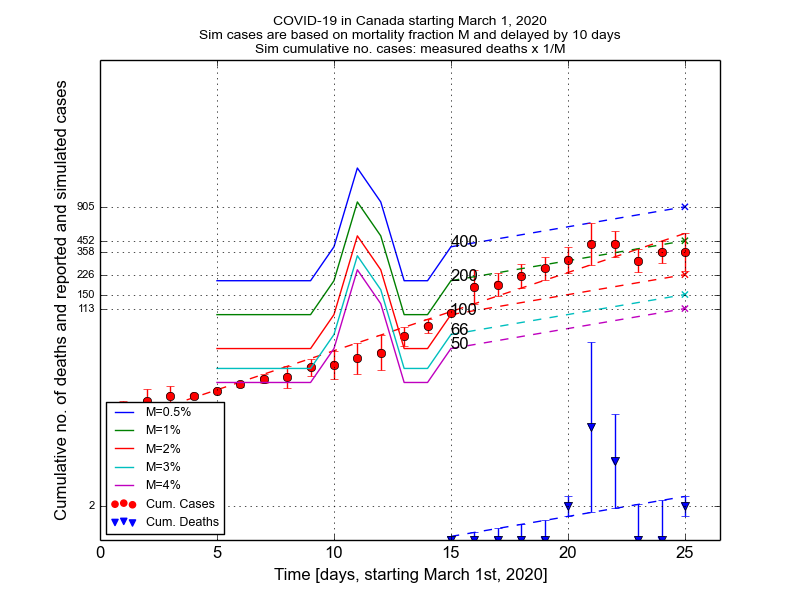 COVID-19 in Canada starting March 1, 2020
Sim cases are based on mortality fraction M and delayed by 10 days
Sim cumulative no. cases: measured deaths x 1/M
Cumulative no. of deaths and reported and simulated cases
905
452
358
226
150
113
2
400
200
100
66
50
M=0.5%
M=1%
M=2%
M=3%
M=4%
Cum. Cases
Cum. Deaths
0 5 10 15 20 25
Time [days, starting March 1st, 2020]